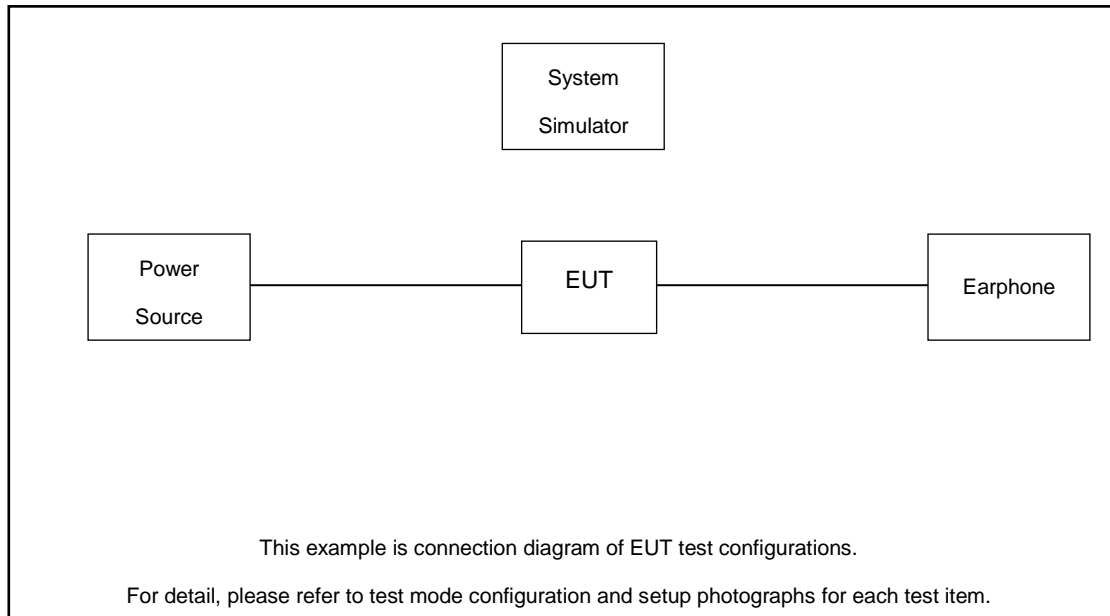 System
Simulator
Power
Source
EUT
Earphone
This example is connection diagram of EUT test configurations.
For detail, please refer to test mode configuration and setup photographs for each test item.